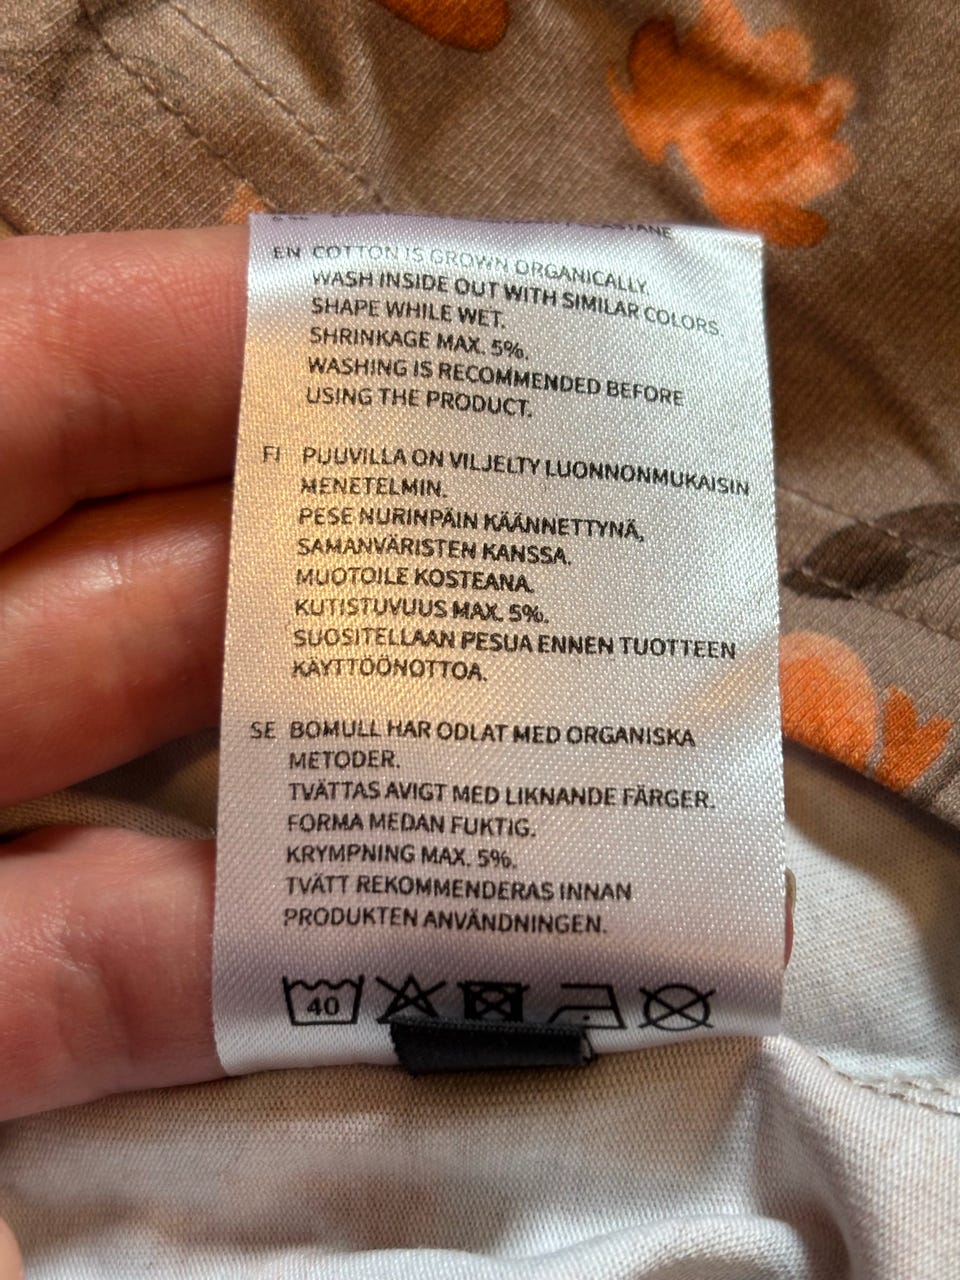 EN COTTON IS GROWN ORGANICALLY.
WASH INSIDE OUT WITH SIMILAR COLORS.
SHAPE WHILE WET.
SHRINKAGE MAX. 5%.
WASHING IS RECOMMENDED BEFORE
USING THE PRODUCT.
FI PUUVILLA ON VILJELTY LUONNONMUKAISIN
MENETELMIN.
PESE NURINPÄIN KÄÄNNETTYNÄ,
SAMANVÄRISTEN KANSSA.
MUOTOILE KOSTEANA.
KUTISTUVUUS MAX. 5%.
SUOSITELLAAN PESUA ENNEN TUOTTEEN
KÄYTTÖÖNOTTOA.
SE BOMULL HAR ODLAT MED ORGANISKA
METODER.
TVÄTTAS AVIGT MED LIKNANDE FÄRGER.
FORMA MEDAN FUKTIG.
KRYMPNING MAX. 5%.
TVÄTT REKOMMENDERAS INNAN
PRODUKTEN ANVÄNDNINGEN.
40